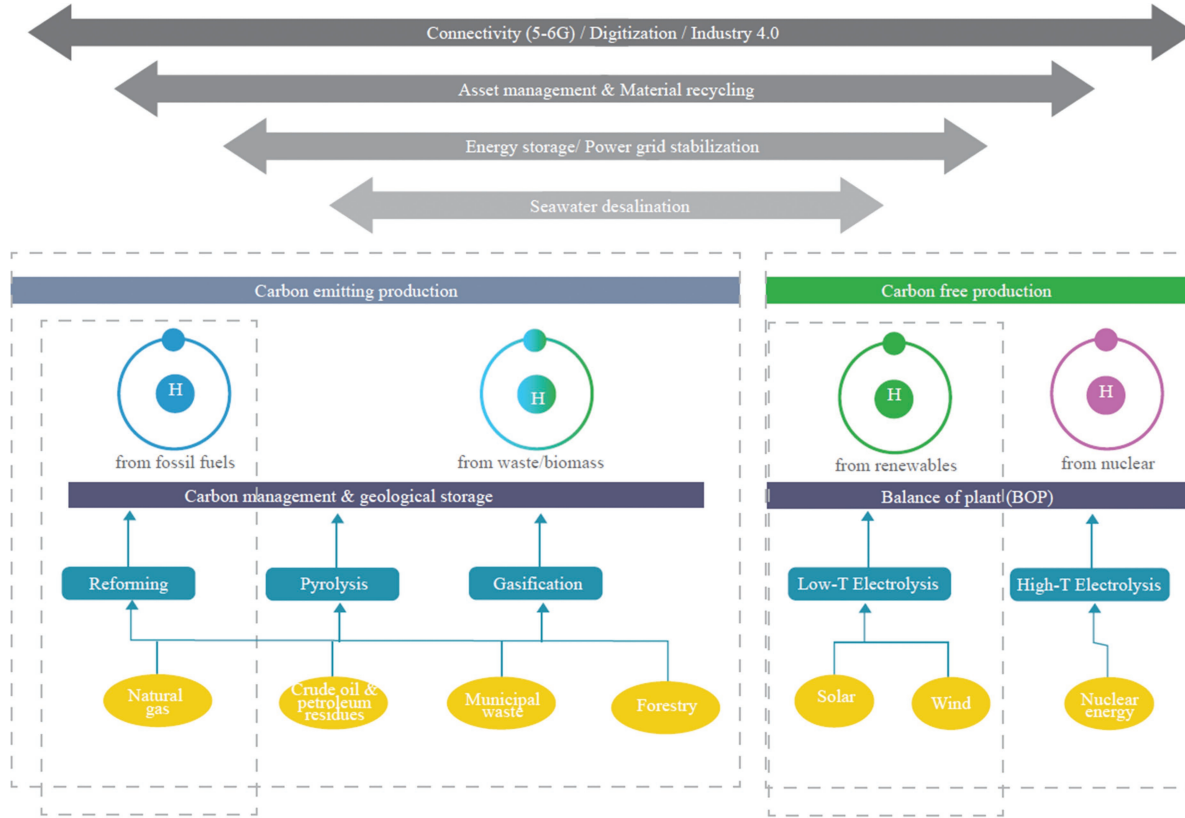 Connectivity (5-6G) / Digitization / Industry 4.0
Asset management & Material recycling
Energy storage/ Power grid stabilization
Seawater desalination
Carbon emitting production
Carbon free production
H
H
H
H
from fossil fuels
from waste/biomass
from renewables
from nuclear
Carbon management & geological storage
Balance of plant (BOP)
Reforming
Pyrolysis
Gasification
Low-T Electrolysis
High-T Electrolysis
Natural
gas
Crude oil &
petroleum
residues
Municipal
waste
Forestry
Solar
Wind
Nuclear
energy